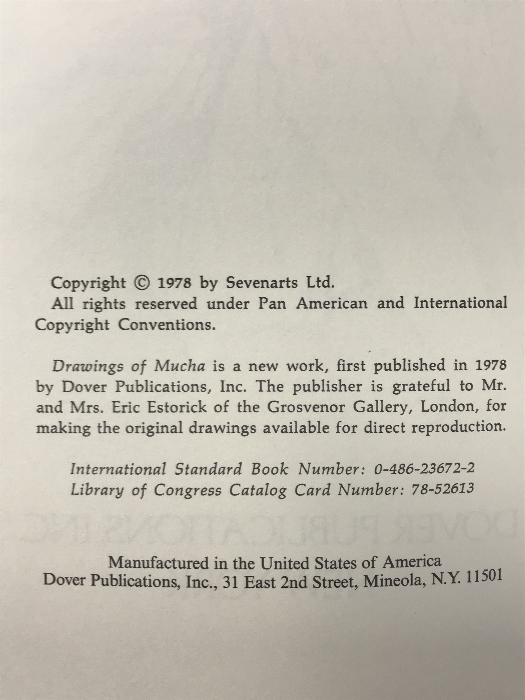 Copyright © 1978 by Sevenarts Ltd.
All rights reserved under Pan American and International
Copyright Conventions.
Drawings of Mucha is a new work, first published in 1978
by Dover Publications, Inc. The publisher is grateful to Mr.
and Mrs. Eric Estorick of the Grosvenor Gallery, London, for
making the original drawings available for direct reproduction.
International Standard Book Number: 0-486-23672-2
Library of Congress Catalog Card Number: 78-52613
DOVER PUBLICATIONS INC
Manufactured in the United States of America
Dover Publications, Inc., 31 East 2nd Street, Mineola, N.Y. 11501